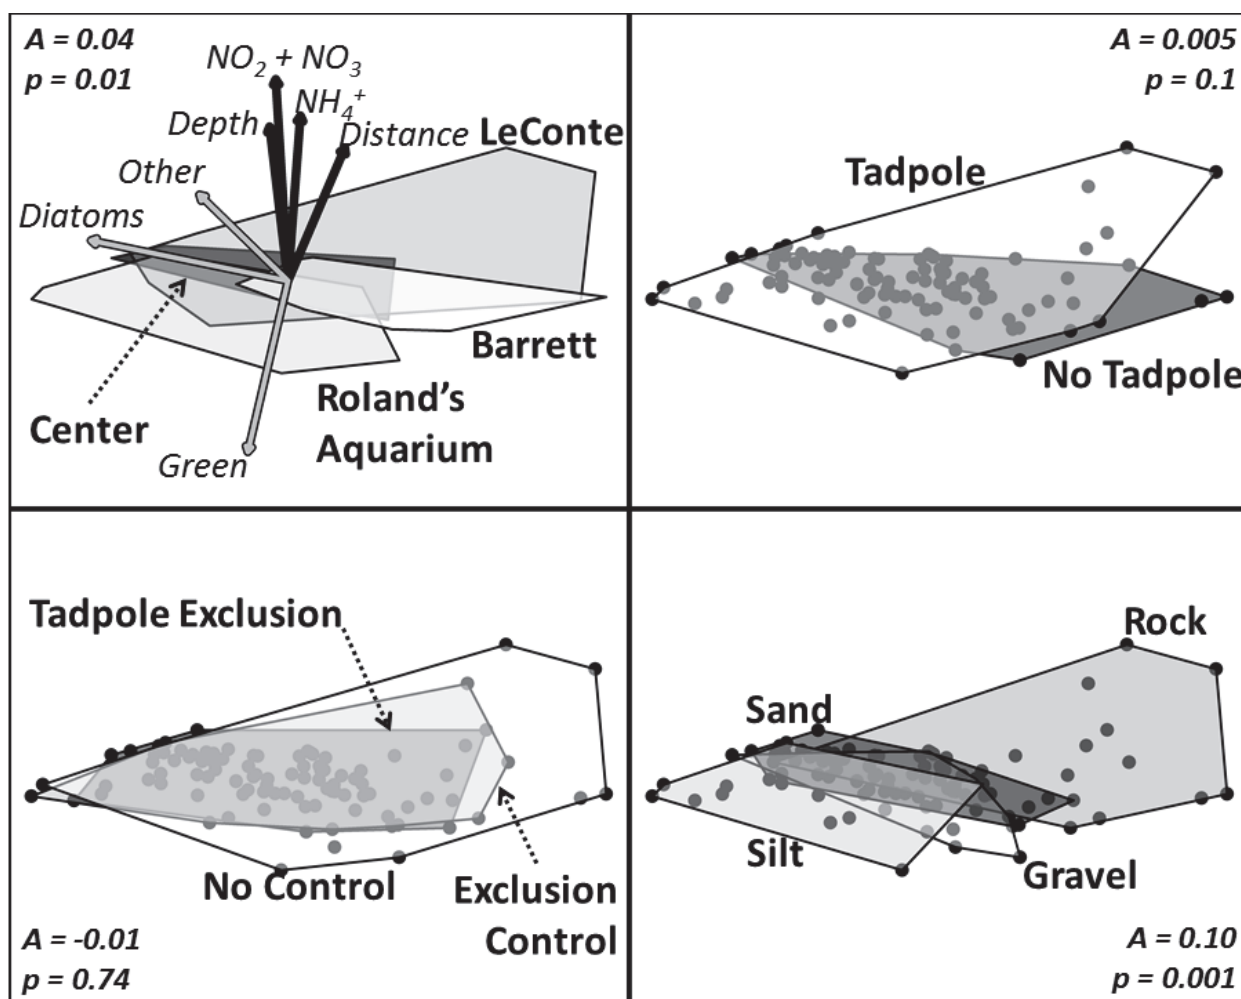 A = 0.04
p = 0.01
NO2 + NO3
NH4+
Depth
Distance
LeConte
Other
Diatoms
Barrett
Center
Roland's
Aquarium
Green
A = 0.005
p = 0.1
Tadpole
No Tadpole
Tadpole Exclusion
No Control
Exclusion
Control
A = -0.01
p = 0.74
Rock
Sand
Silt
Gravel
A = 0.10
p = 0.001